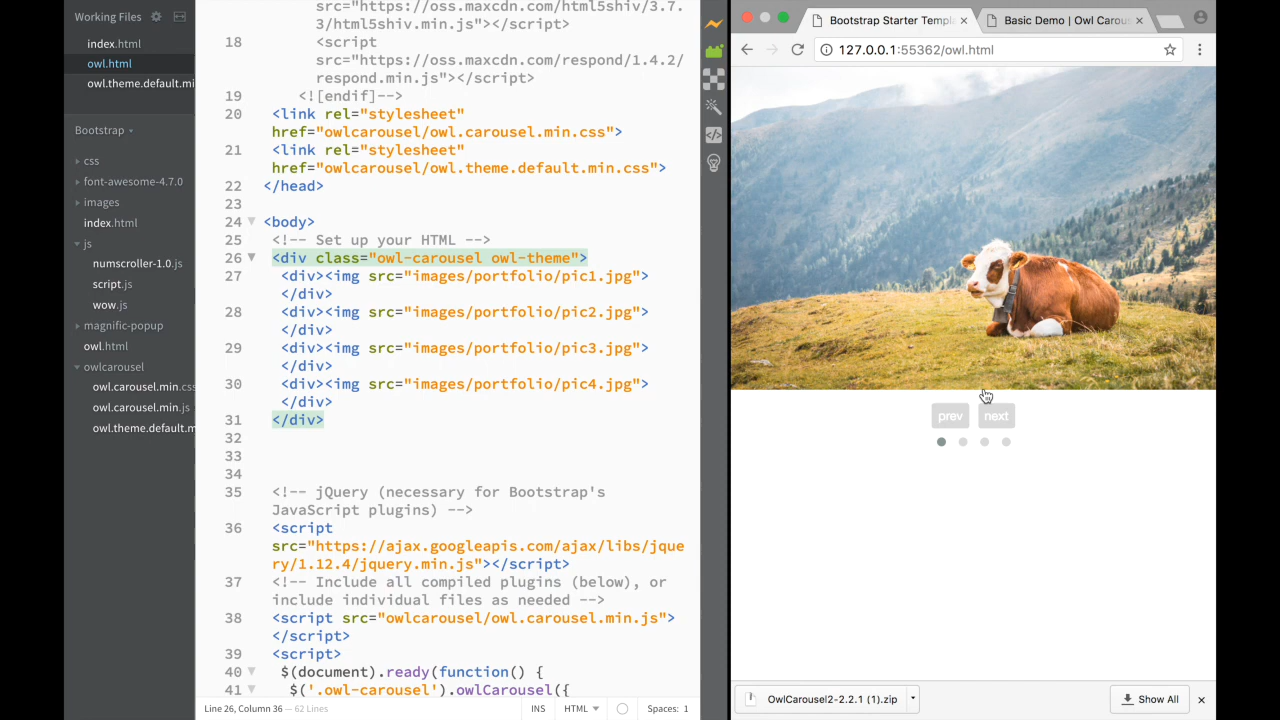 Working Files
index.html
owl.html
owl.theme.default.mi
Bootstrap
css
font-awesome-4.7.0
images
index.html
js
numscroller-1.0.js
script.js
wow.js
magnific-popup
owl.html
owlcarousel
owl.carousel.min.css
owl.carousel.min.js
owl.theme.default.m
src="https://oss.maxcdn.com/html5shiv/3.7.
3/html5shiv.js"></script>
18 <script
src="https://oss.maxcdn.com/respond/1.4.2/
respond.min.js"></script>
19 <![endif]-->
20 <link rel="stylesheet"
href="owlcarousel/owl.carousel.min.css">
21 <link rel="stylesheet"
href="owlcarousel/owl.theme.default.min.css">
22 </head>
23
24 <body>
25 <!-- Set up your HTML -->
26 <div class="owl-carousel owl-theme">
27 <div><img src="images/portfolio/pic1.jpg">
</div>
28 <div><img src="images/portfolio/pic2.jpg">
</div>
29 <div><img src="images/portfolio/pic3.jpg">
</div>
30 <div><img src="images/portfolio/pic4.jpg">
</div>
31 </div>
32
33
34
35 <!-- jQuery (necessary for Bootstrap's
JavaScript plugins) -->
36 <script
src="https://ajax.googleapis.com/ajax/libs/jque
ry/1.12.4/jquery.min.js"></script>
37 <!-- Include all compiled plugins (below), or
include individual files as needed -->
38 <script src="owlcarousel/owl.carousel.min.js">
</script>
39 <script>
40 $(document).ready(function() {
41 $('.owl-carousel').owlCarousel({
Line 26, Column 36 — 62 Lines
INS
HTML
Spaces: 1
Bootstrap Starter Templa
Basic Demo | Owl Carous
127.0.0.1:55362/owl.html
prev
next
OwlCarousel2-2.2.1 (1).zip
Show All